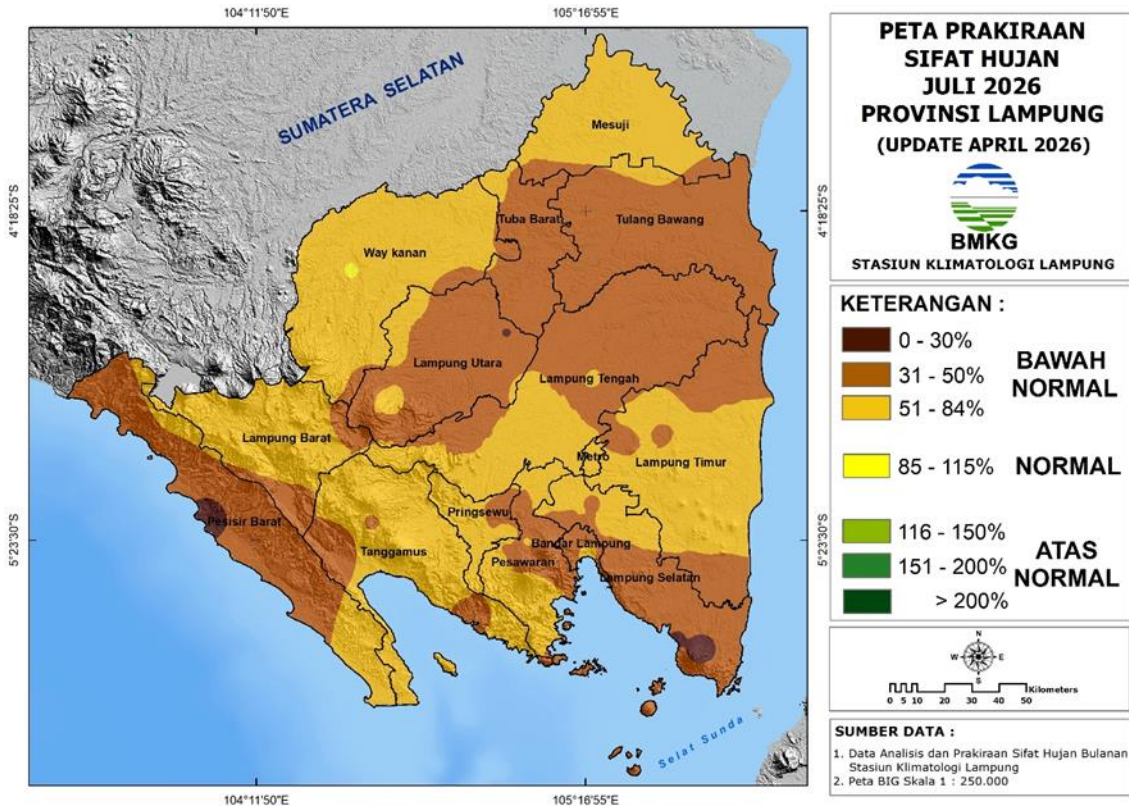 104°11'50"E
105°16'55"E
PETA PRAKIRAAN
SIFAT HUJAN
JULI 2026
PROVINSI LAMPUNG
(UPDATE APRIL 2026)
BMKG
STASIUN KLIMATOLOGI LAMPUNG
KETERANGAN :
0 - 30%
31 - 50%
51 - 84%
BAWAH
NORMAL
85 - 115%
NORMAL
116 - 150%
151 - 200%
> 200%
ATAS
NORMAL
N
W
E
S
0 5 10 20 30 40 50
Kilometers
SUMBER DATA :
1. Data Analisis dan Prakiraan Sifat Hujan Bulanan
Stasiun Klimatologi Lampung
2. Peta BIG Skala 1 : 250.000
SUMATERA SELATAN
Mesuji
4°18'25"S
4°18'25"S
Tuba Barat
Tulang Bawang
Way kanan
Lampung Utara
Lampung Tengah
Lampung Barat
Metro
Lampung Timur
Pesisir Barat
Pringsewu
5°23'30"S
5°23'30"S
Tanggamus
Bandar Lampung
Pesawaran
Lampung Selatan
Selat Sunda
104°11'50"E
105°16'55"E